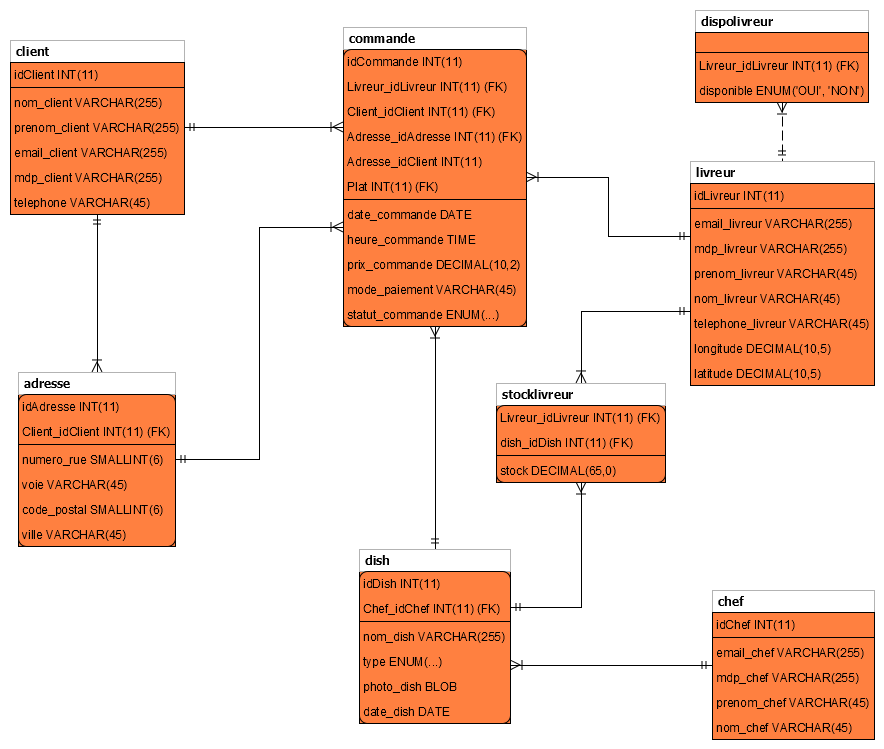 client
idClient INT(11)
nom_client VARCHAR(255)
prenom_client VARCHAR(255)
email_client VARCHAR(255)
mdp_client VARCHAR(255)
telephone VARCHAR(45)
commande
idCommande INT(11)
Livreur_idLivreur INT(11) (FK)
Client_idClient INT(11) (FK)
Adresse_idAdresse INT(11) (FK)
Adresse_idClient INT(11)
Plat INT(11) (FK)
date_commande DATE
heure_commande TIME
prix_commande DECIMAL(10,2)
mode_paiement VARCHAR(45)
statut_commande ENUM(...)
dispolivreur
Livreur_idLivreur INT(11) (FK)
disponible ENUM('OUI', 'NON')
livreur
idLivreur INT(11)
email_livreur VARCHAR(255)
mdp_livreur VARCHAR(255)
prenom_livreur VARCHAR(45)
nom_livreur VARCHAR(45)
telephone_livreur VARCHAR(45)
longitude DECIMAL(10,5)
latitude DECIMAL(10,5)
adresse
idAdresse INT(11)
Client_idClient INT(11) (FK)
numero_rue SMALLINT(6)
voie VARCHAR(45)
code_postal SMALLINT(6)
ville VARCHAR(45)
stocklivreur
Livreur_idLivreur INT(11) (FK)
dish_idDish INT(11) (FK)
stock DECIMAL(65,0)
dish
idDish INT(11)
Chef_idChef INT(11) (FK)
nom_dish VARCHAR(255)
type ENUM(...)
photo_dish BLOB
date_dish DATE
chef
idChef INT(11)
email_chef VARCHAR(255)
mdp_chef VARCHAR(255)
prenom_chef VARCHAR(45)
nom_chef VARCHAR(45)